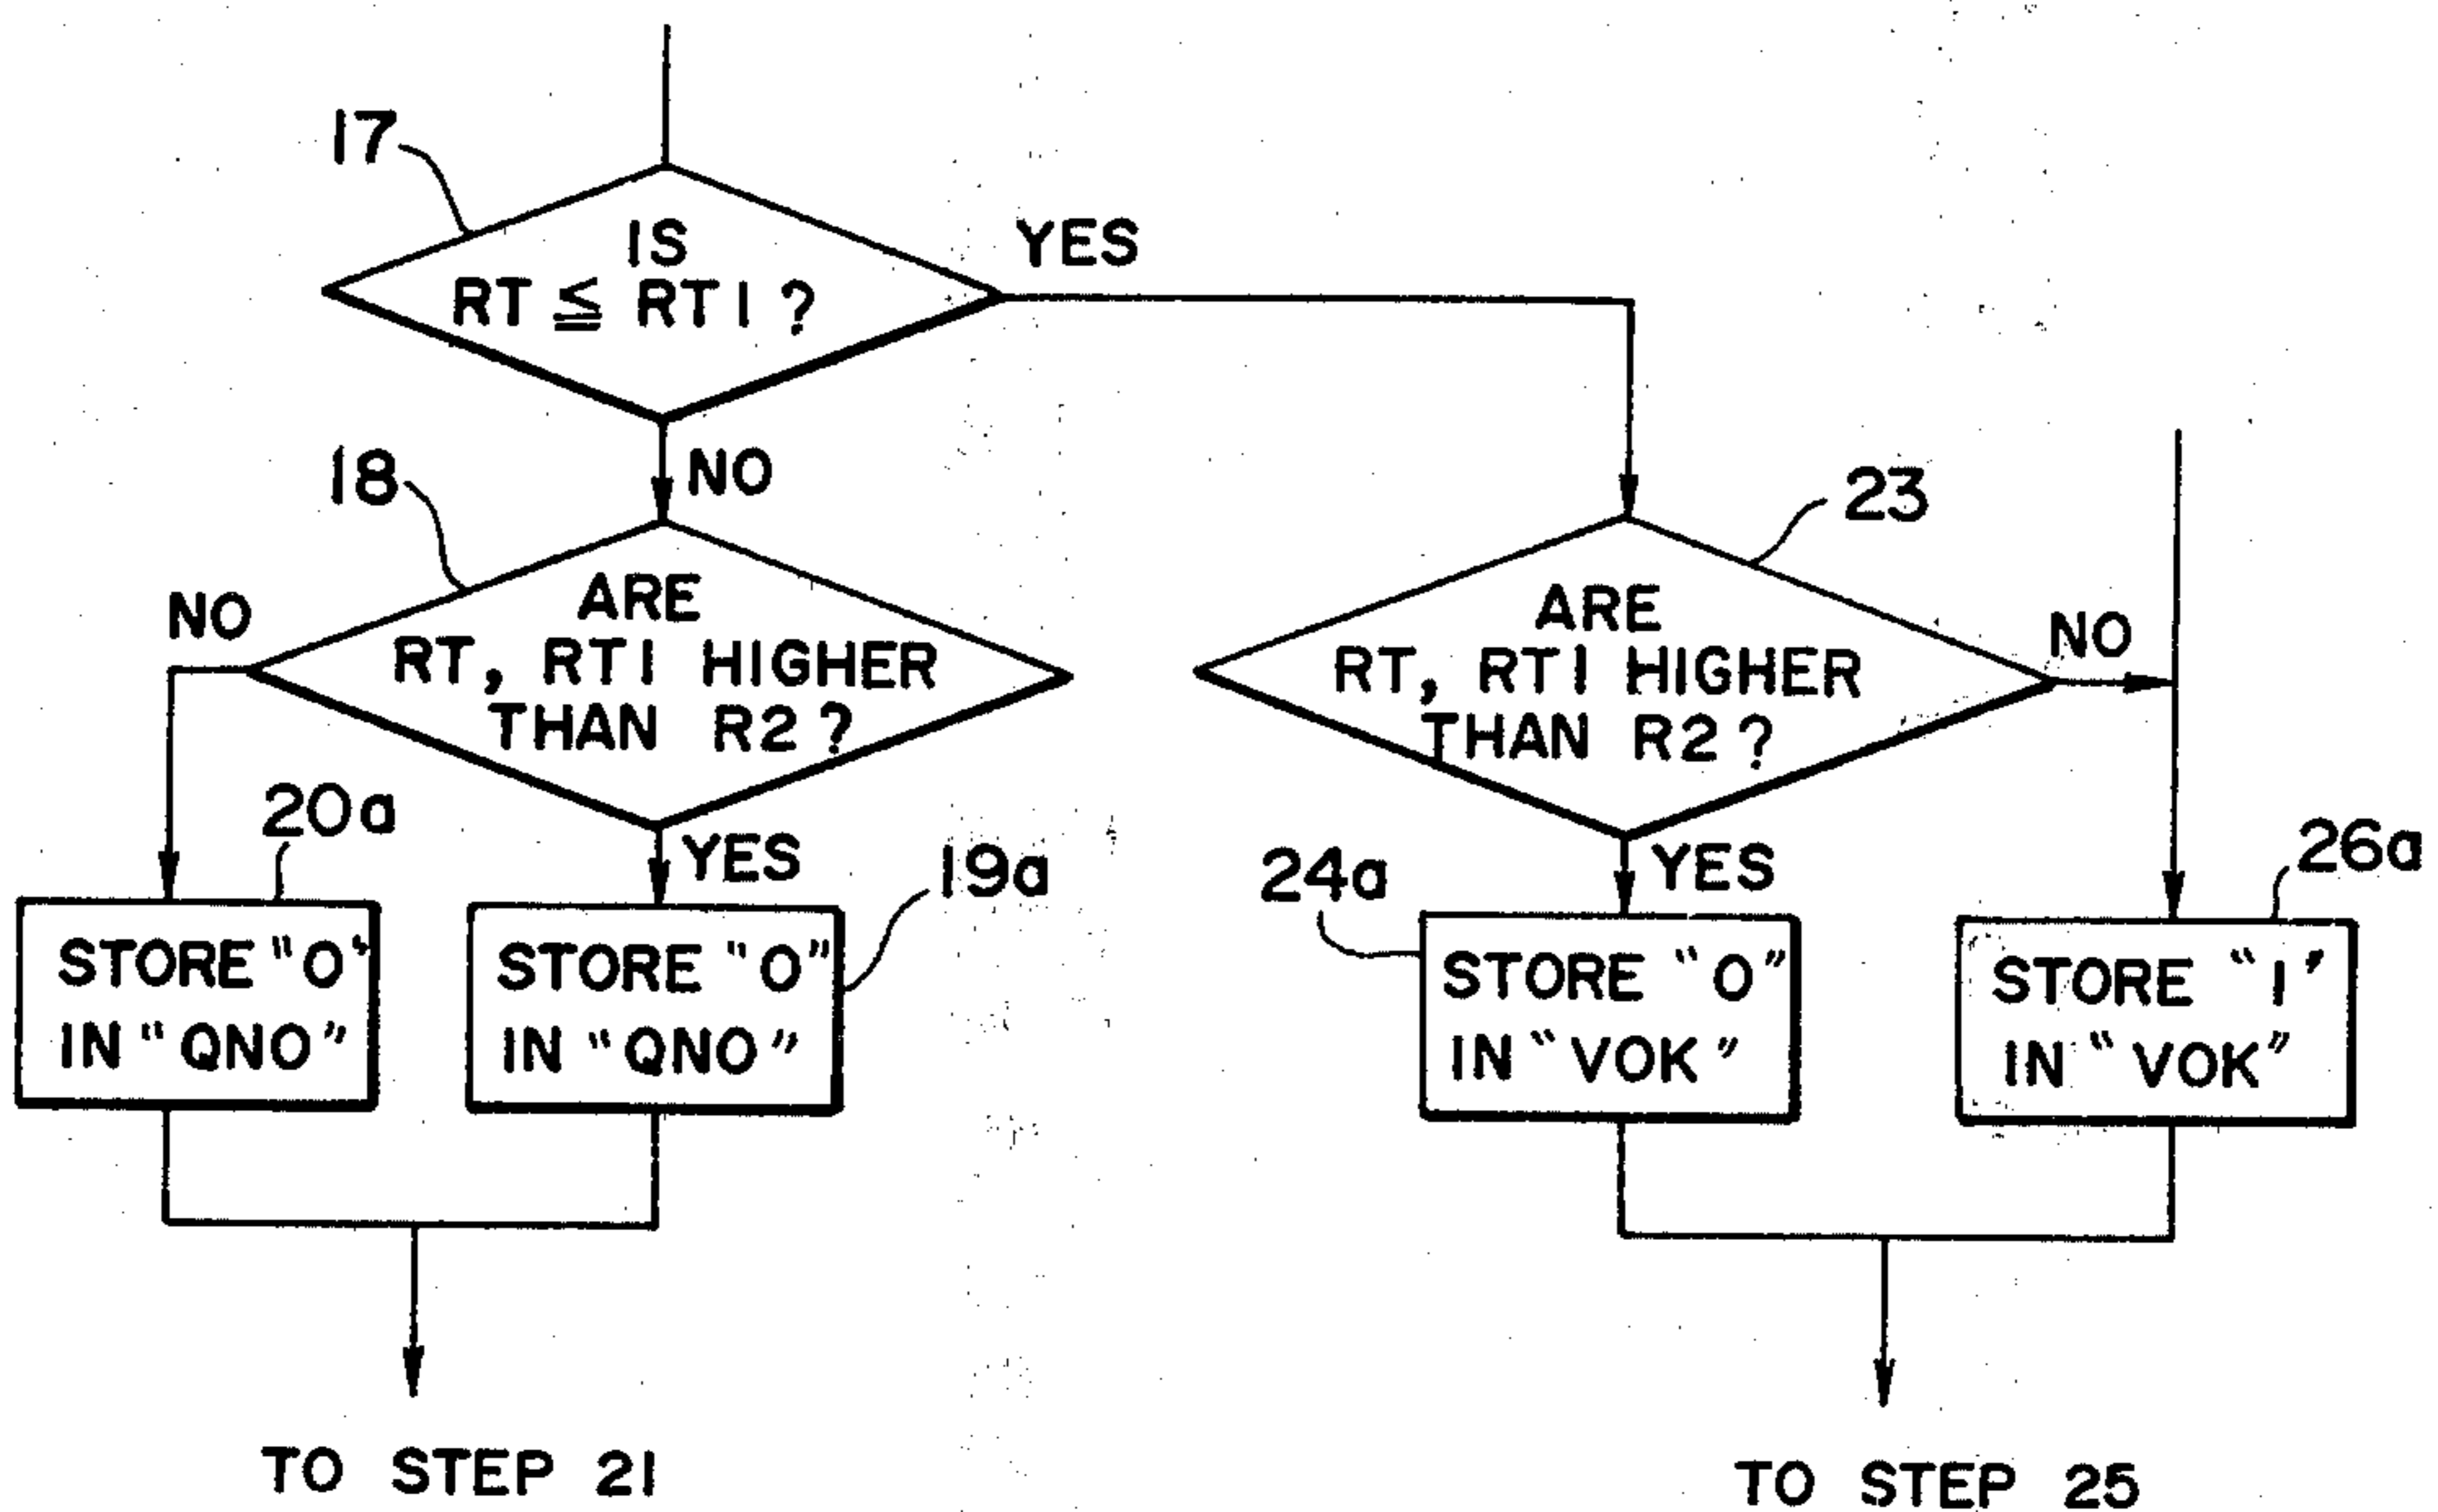 17
IS
RT ≦ RT1 ?
YES
18
NO
23
NO
ARE
RT, RT1 HIGHER
THAN R2 ?
ARE
RT, RT1 HIGHER
THAN R2 ?
NO
20a
YES
19a
24a
YES
26a
STORE "0"
IN "QNO"
STORE "0"
IN "QNO"
STORE "0"
IN "VOK"
STORE "1"
IN "VOK"
TO STEP 21
TO STEP 25